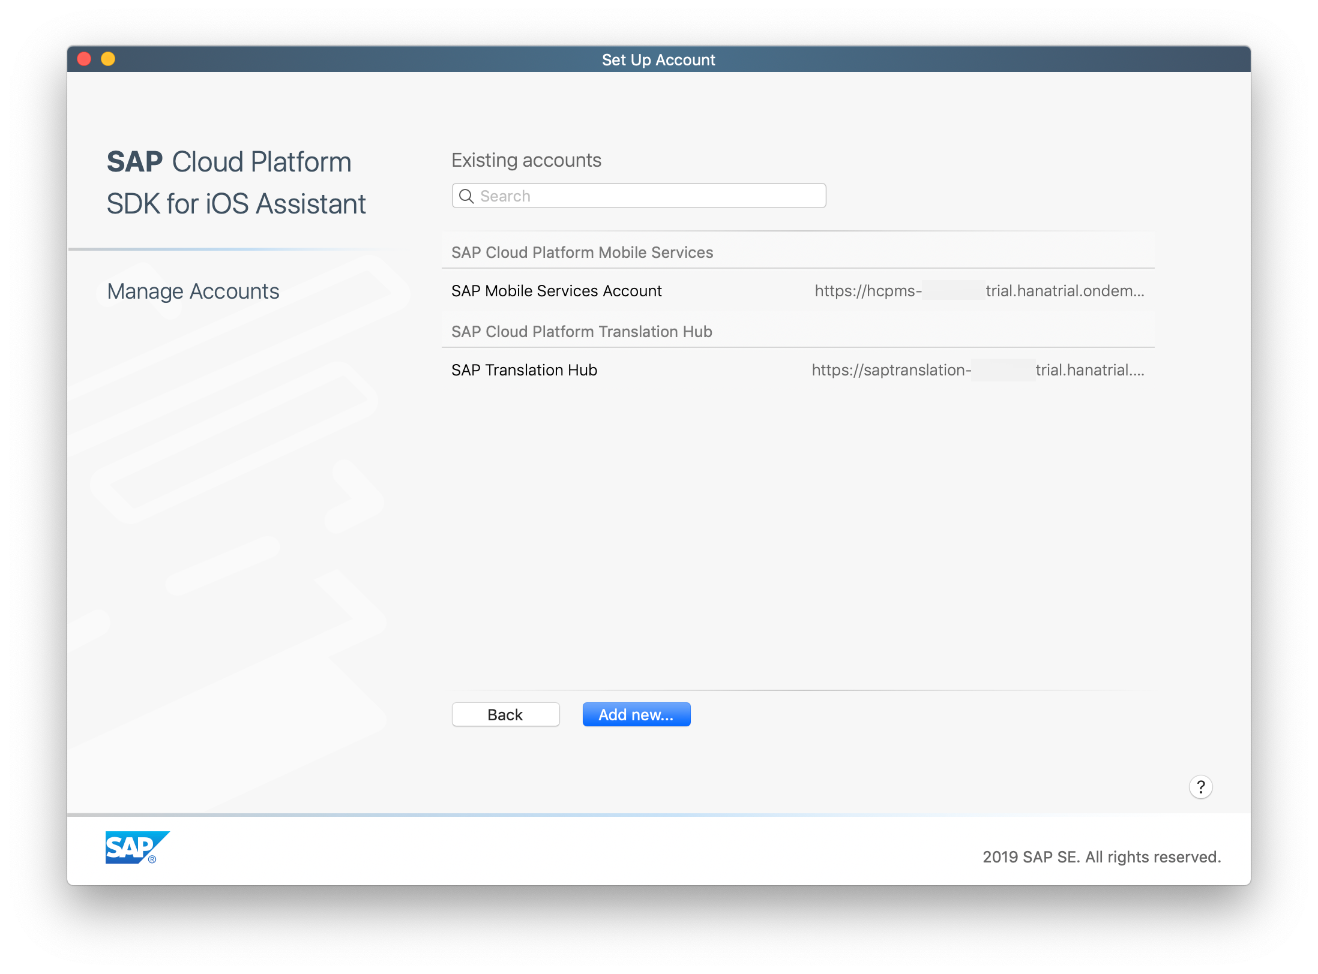 Set Up Account
SAP Cloud Platform
SDK for iOS Assistant
Manage Accounts
Existing accounts
Search
SAP Cloud Platform Mobile Services
SAP Mobile Services Account https://hcpms- trial.hanatrial.ondem...
SAP Cloud Platform Translation Hub
SAP Translation Hub https://saptranslation- trial.hanatrial....
Back Add new...
?
SAP ®
2019 SAP SE. All rights reserved.